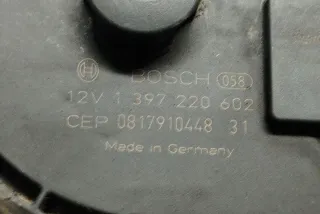 BOSCH 058
12V 1 397 220 602
CEP 0817910448 31
Made in Germany